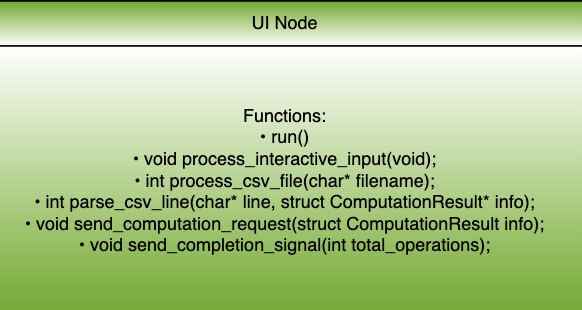 UI Node
Functions:
• run()
• void process_interactive_input(void);
• int process_csv_file(char* filename);
• int parse_csv_line(char* line, struct ComputationResult* info);
• void send_computation_request(struct ComputationResult info);
• void send_completion_signal(int total_operations);